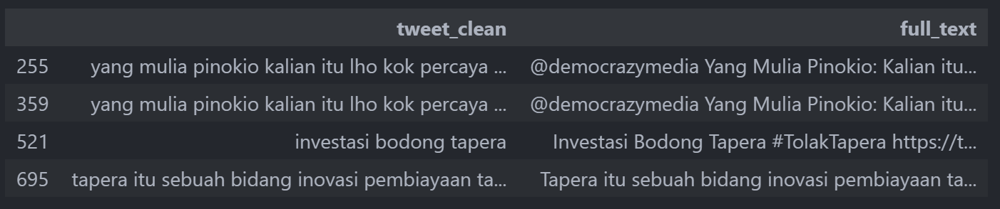 tweet_clean full_text
255 yang mulia pinokio kalian itu lho kok percaya ... @democrazymedia Yang Mulia Pinokio: Kalian itu...
359 yang mulia pinokio kalian itu lho kok percaya ... @democrazymedia Yang Mulia Pinokio: Kalian itu...
521 investasi bodong tapera Investasi Bodong Tapera #TolakTapera https://t...
695 tapera itu sebuah bidang inovasi pembiayaan ta... Tapera itu sebuah bidang inovasi pembiayaan ta...